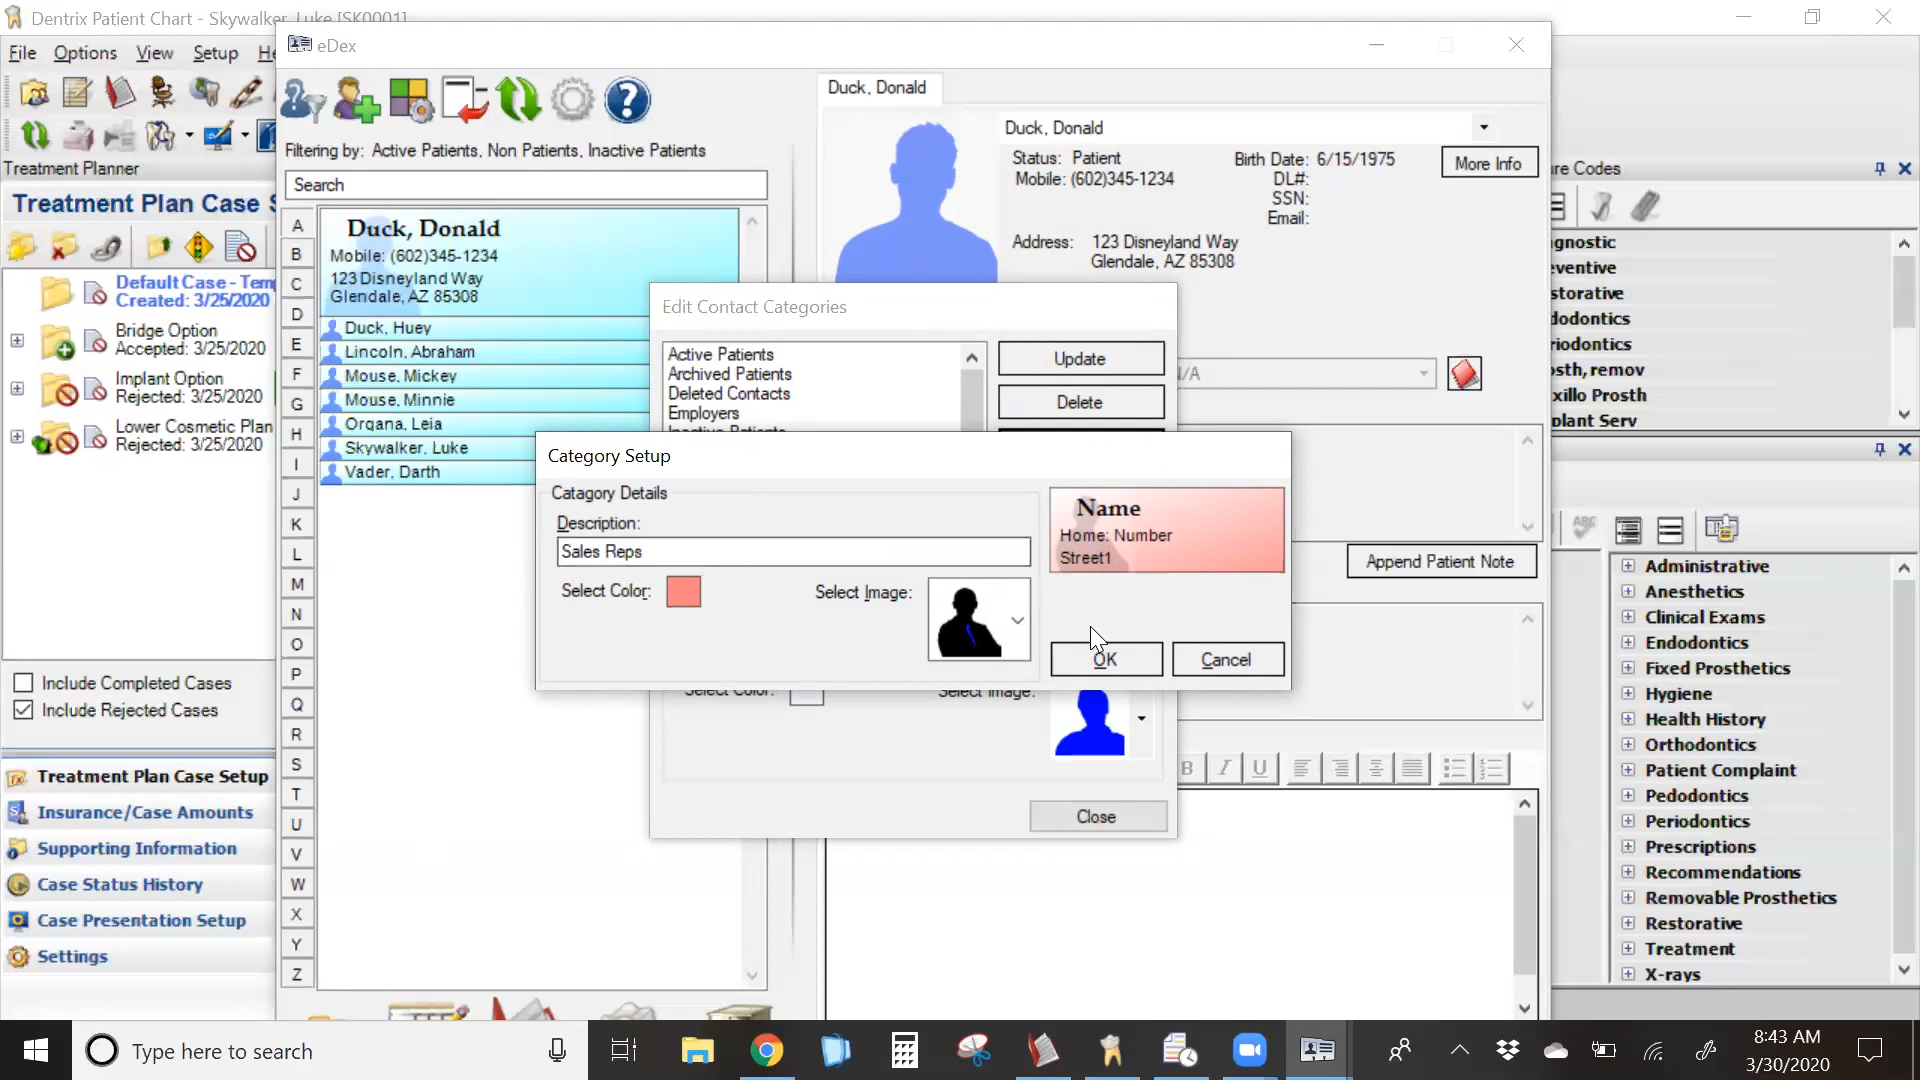 Dentrix Patient Chart - Skywalker, Luke [SK0001]
File Options View Setup He
eDex
Treatment Planner
Treatment Plan Case S
Default Case - Tem
Created: 3/25/2020
Bridge Option
Accepted: 3/25/2020
Implant Option
Rejected: 3/25/2020
Lower Cosmetic Plan
Rejected: 3/25/2020
Include Completed Cases
Include Rejected Cases
Treatment Plan Case Setup
Insurance/Case Amounts
Supporting Information
Case Status History
Case Presentation Setup
Settings
Filtering by: Active Patients, Non Patients, Inactive Patients
Search
A
B
C
D
E
F
G
H
I
J
K
L
M
N
O
P
Q
R
S
T
U
V
W
X
Y
Z
Duck, Donald
Mobile: (602)345-1234
123 Disneyland Way
Glendale, AZ 85308
Duck, Huey
Lincoln, Abraham
Mouse, Mickey
Mouse, Minnie
Organa, Leia
Skywalker, Luke
Vader, Darth
Duck, Donald
Duck, Donald
Status: Patient
Mobile: (602)345-1234
Birth Date: 6/15/1975
DL#:
SSN:
Email:
More Info
Address: 123 Disneyland Way
Glendale, AZ 85308
/A
Append Patient Note
B I U
Edit Contact Categories
Active Patients
Archived Patients
Deleted Contacts
Employers
Inactive Patients
Update
Delete
Select Color:
Select Image:
Close
Category Setup
Catagory Details
Description:
Sales Reps
Select Color:
Select Image:
Name
Home: Number
Street1
OK
Cancel
re Codes
gnostic
eventive
storative
dodontics
riodontics
osth, remov
xillo Prosth
plant Serv
ABC
Administrative
Anesthetics
Clinical Exams
Endodontics
Fixed Prosthetics
Hygiene
Health History
Orthodontics
Patient Complaint
Pedodontics
Periodontics
Prescriptions
Recommendations
Removable Prosthetics
Restorative
Treatment
X-rays
Type here to search
8:43 AM
3/30/2020